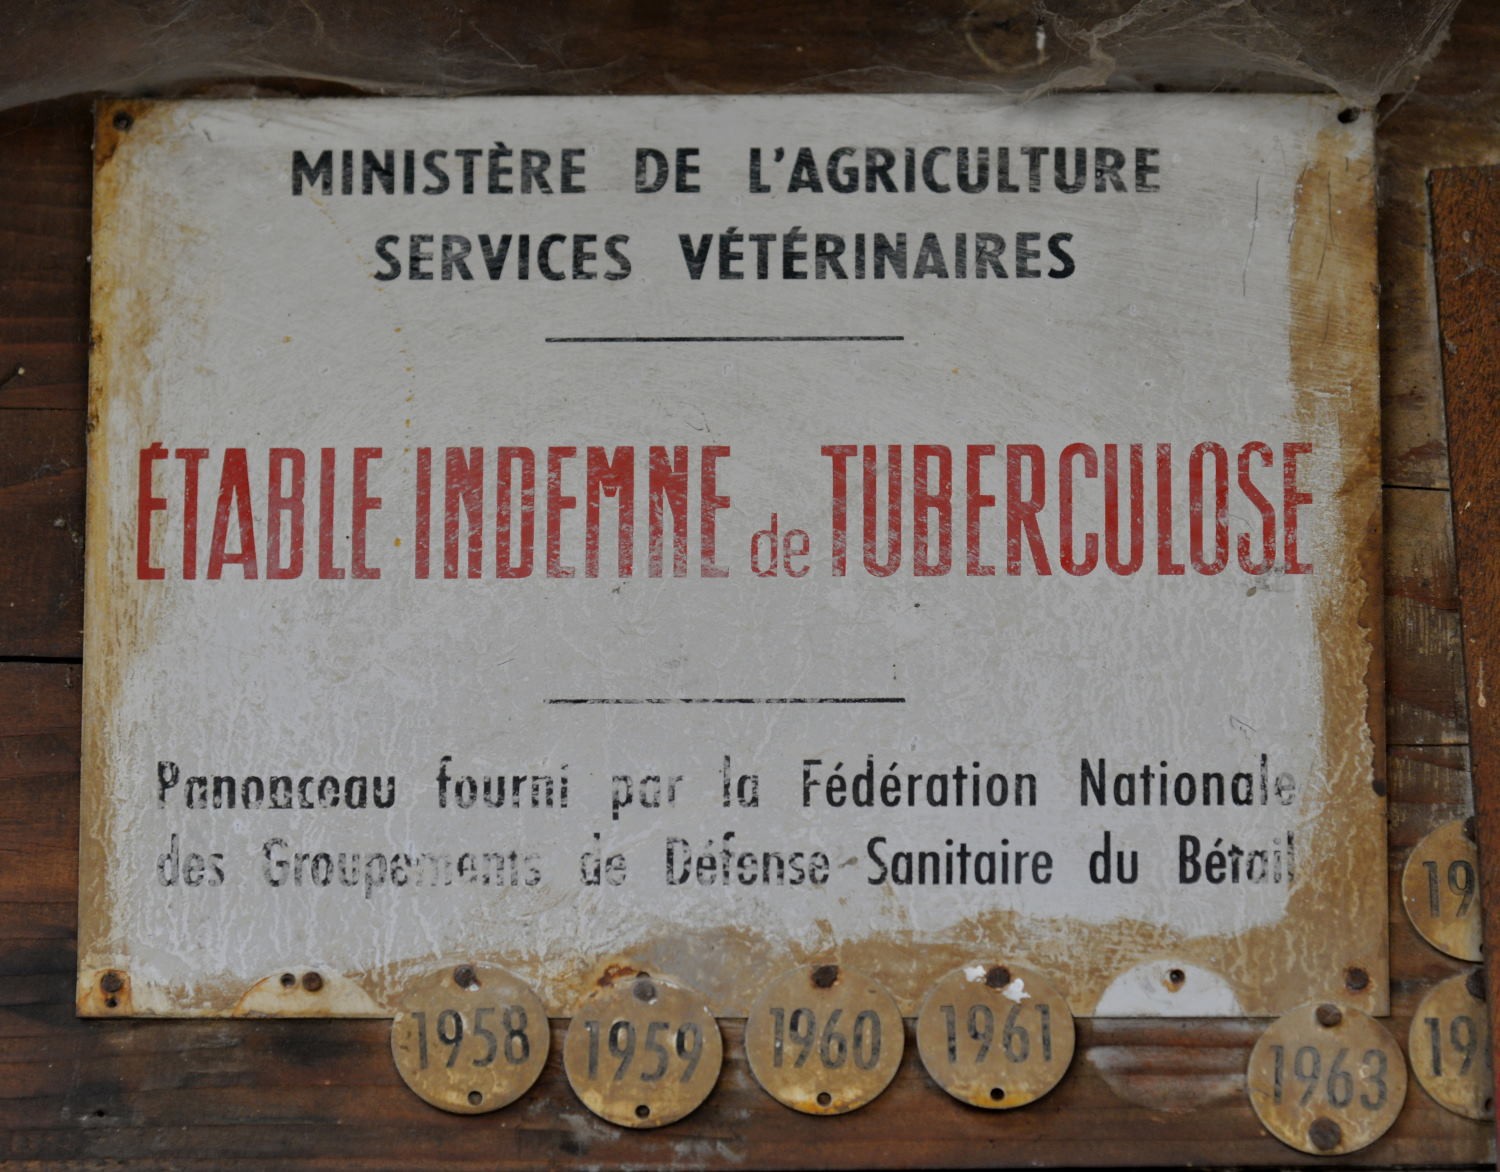 MINISTÈRE DE L'AGRICULTURE
SERVICES VÉTÉRINAIRES
ÉTABLE INDEMNE de TUBERCULOSE
Panonceau fourni par la Fédération Nationale
des Groupements de Défense Sanitaire du Bétail
1958 1959 1960 1961 1963